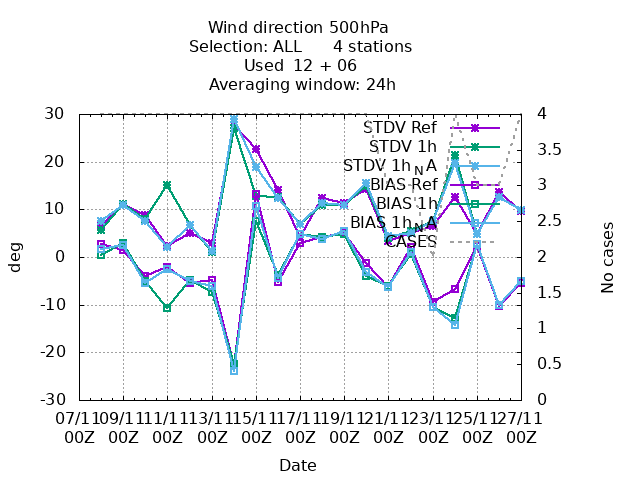 Wind direction 500hPa
Selection: ALL 4 stations
Used 12 + 06
Averaging window: 24h
30
20
10
0
-10
-20
-30
deg
4
3.5
3
2.5
2
1.5
1
0.5
0
No cases
STDV Ref
STDV 1h
STDV 1h_NA
BIAS Ref
BIAS 1h
BIAS 1h_NA
CASES
07/11 09/11 11/11 13/11 15/11 17/11 19/11 21/11 23/11 25/11 27/11
00Z 00Z 00Z 00Z 00Z 00Z 00Z 00Z 00Z 00Z 00Z
Date